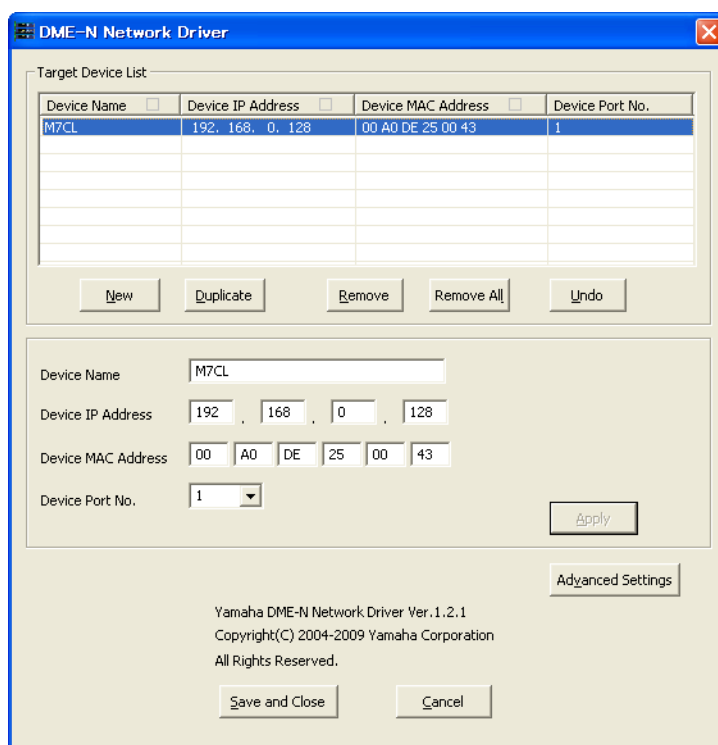 DME-N Network Driver
Target Device List
Device Name Device IP Address Device MAC Address Device Port No.
M7CL 192. 168. 0. 128 00 A0 DE 25 00 43 1
New Duplicate Remove Remove All Undo
Device Name M7CL
Device IP Address 192 . 168 . 0 . 128
Device MAC Address 00 A0 DE 25 00 43
Device Port No. 1
Apply
Advanced Settings
Yamaha DME-N Network Driver Ver.1.2.1
Copyright(C) 2004-2009 Yamaha Corporation
All Rights Reserved.
Save and Close Cancel